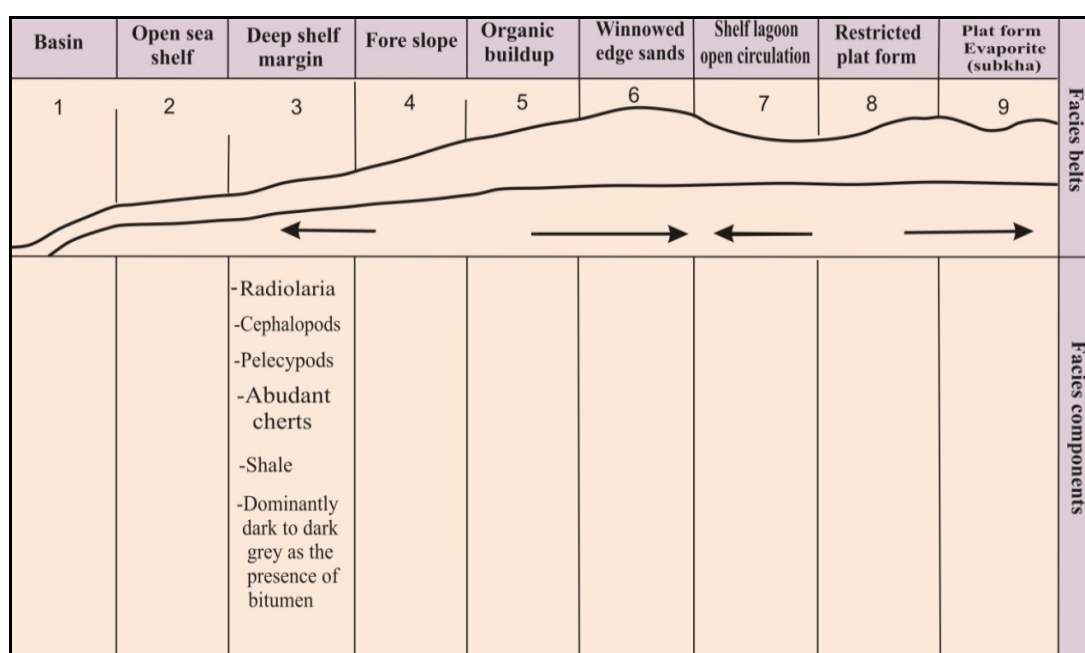 Basin
Open sea
shelf
Deep shelf
margin
Fore slope
Organic
buildup
Winnowed
edge sands
Shelf lagoon
open circulation
Restricted
plat form
Plat form
Evaporite
(subkha)
1
2
3
4
5
6
7
8
9
Facies belts
-Radiolaria
-Cephalopods
-Pelecypods
-Abudant
cherts
-Shale
-Dominantly
dark to dark
grey as the
presence of
bitumen
Facies components